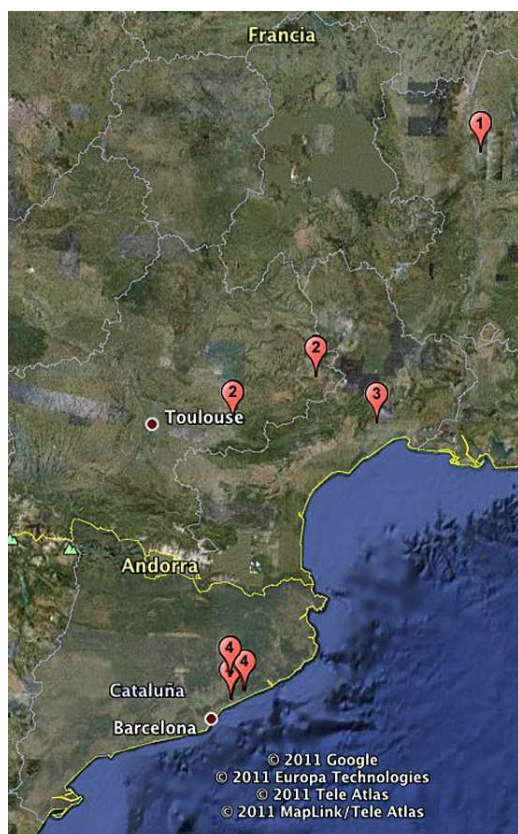 Francia
1
2
2
3
Toulouse
Andorra
4
4
Cataluña
Barcelona
© 2011 Google
© 2011 Europa Technologies
© 2011 Tele Atlas
© 2011 MapLink/Tele Atlas